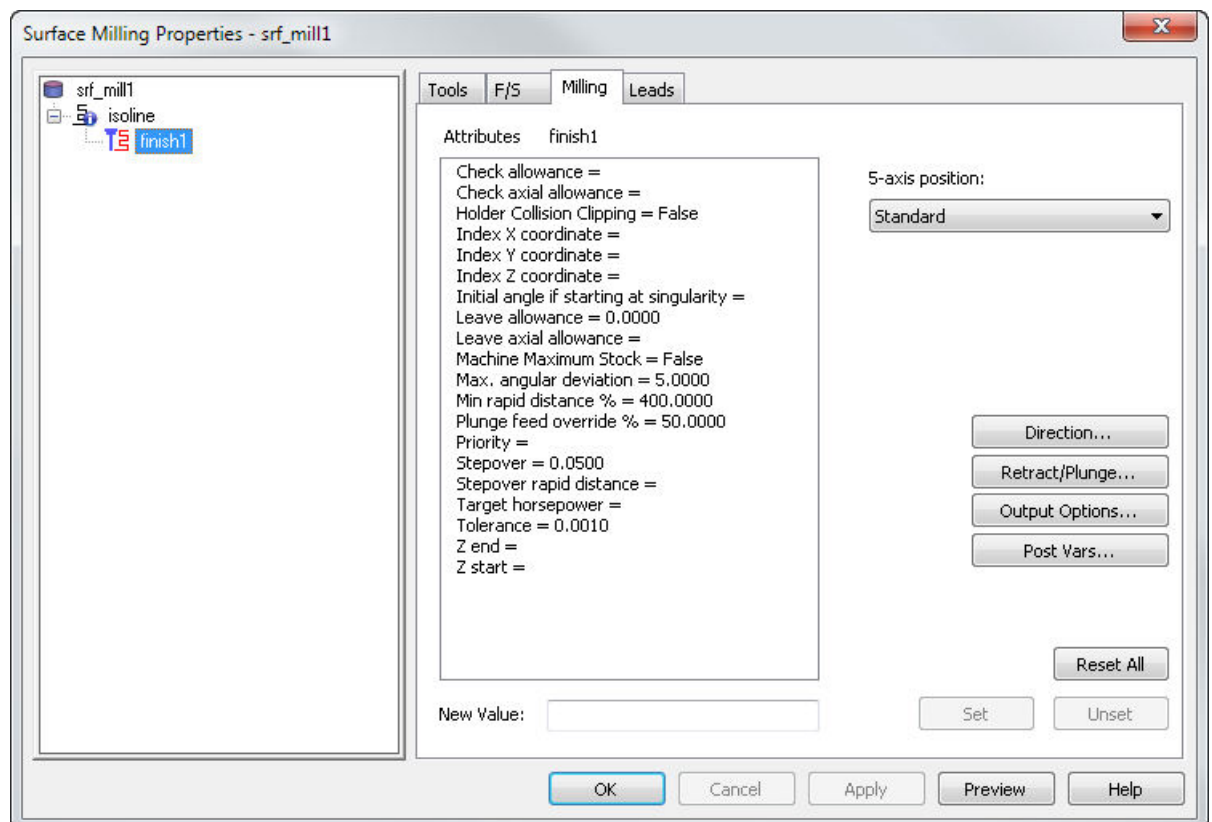 Surface Milling Properties - srf_mill1
srf_mill1
isoline
finish1
Tools F/S Milling Leads
Attributes finish1
Check allowance =
Check axial allowance =
Holder Collision Clipping = False
Index X coordinate =
Index Y coordinate =
Index Z coordinate =
Initial angle if starting at singularity =
Leave allowance = 0.0000
Leave axial allowance =
Machine Maximum Stock = False
Max. angular deviation = 5.0000
Min rapid distance % = 400.0000
Plunge feed override % = 50.0000
Priority =
Stepover = 0.0500
Stepover rapid distance =
Target horsepower =
Tolerance = 0.0010
Z end =
Z start =
5-axis position:
Standard
Direction...
Retract/Plunge...
Output Options...
Post Vars...
Reset All
New Value:
Set Unset
OK Cancel Apply Preview Help